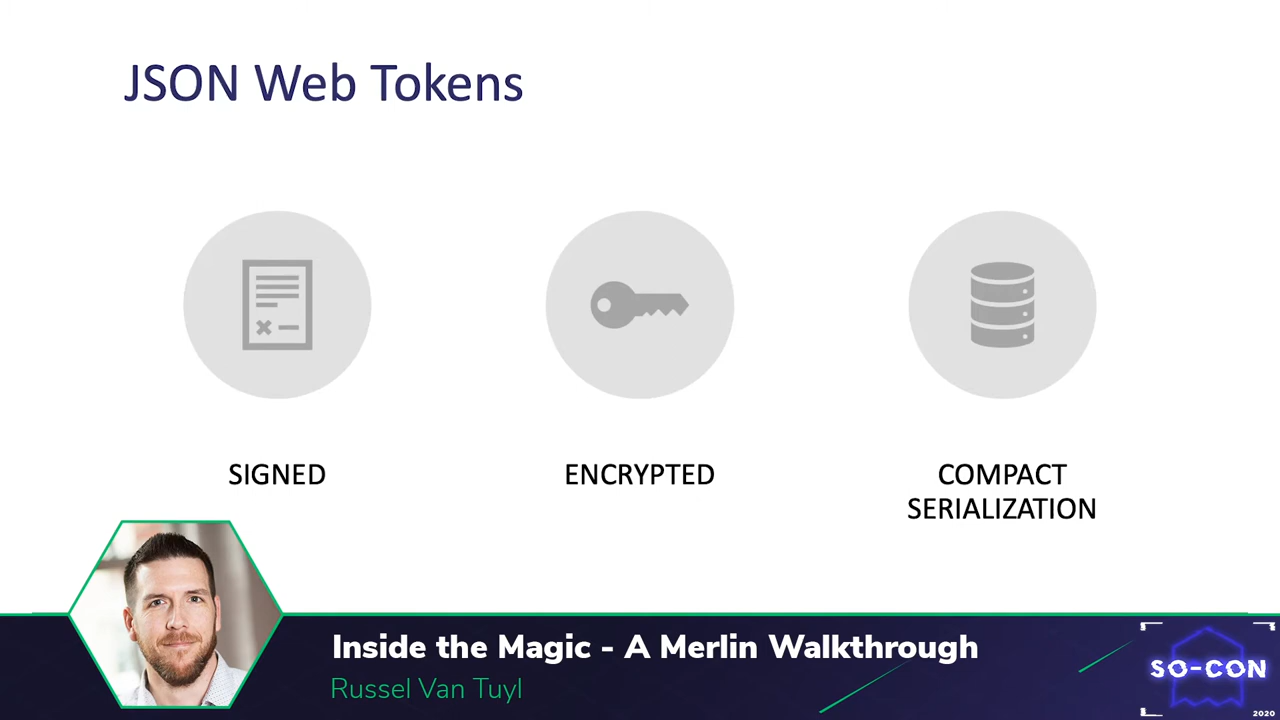 JSON Web Tokens
SIGNED
ENCRYPTED
COMPACT
SERIALIZATION
Inside the Magic - A Merlin Walkthrough
Russel Van Tuyl
SO-CON
2020